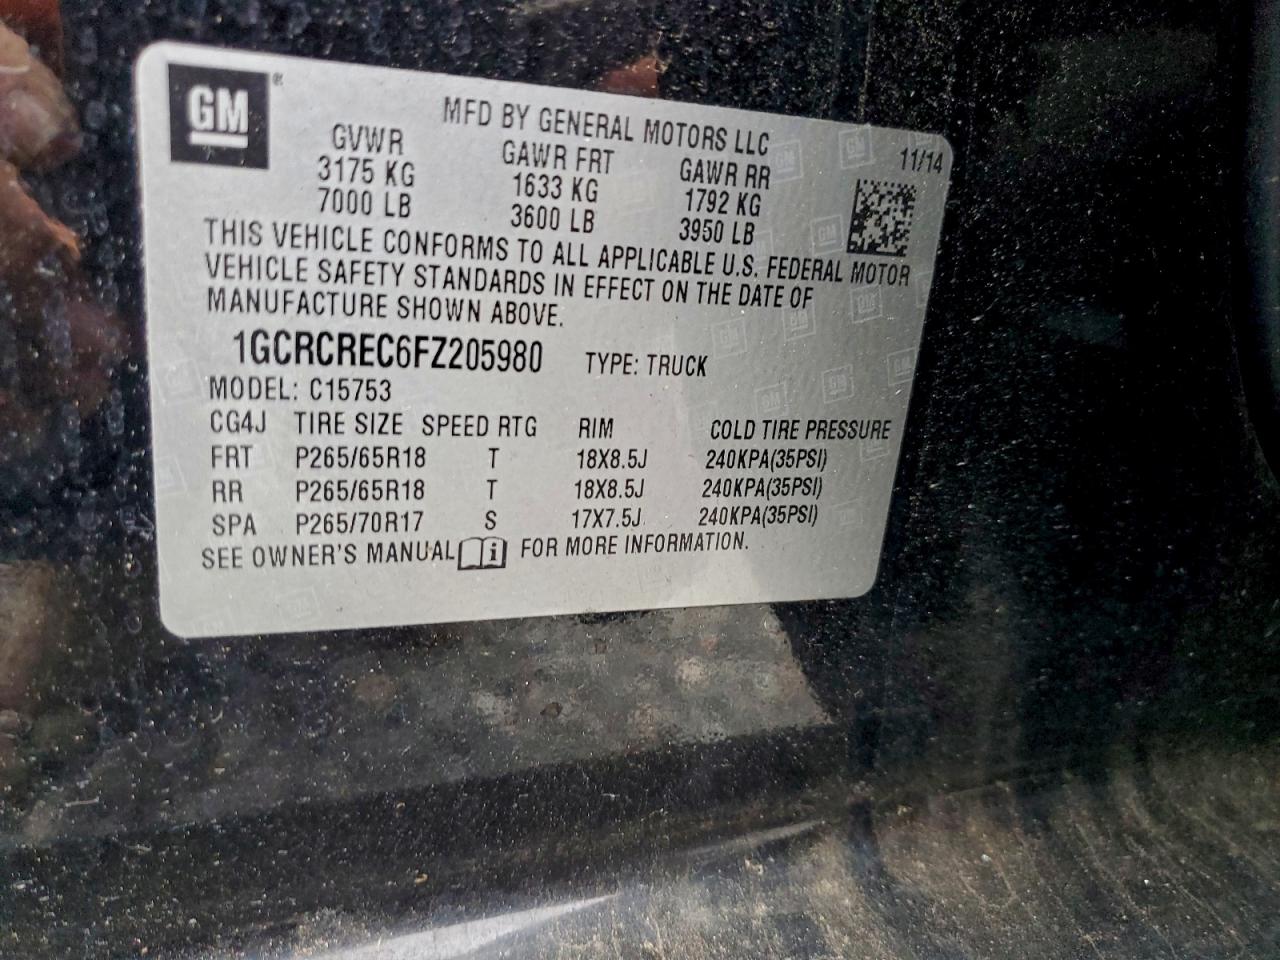 GM
MFD BY GENERAL MOTORS LLC
11/14
GVWR GAWR FRT GAWR RR
3175 KG 1633 KG 1792 KG
7000 LB 3600 LB 3950 LB
THIS VEHICLE CONFORMS TO ALL APPLICABLE U.S. FEDERAL MOTOR
VEHICLE SAFETY STANDARDS IN EFFECT ON THE DATE OF
MANUFACTURE SHOWN ABOVE.
1GCRCREC6FZ205980 TYPE: TRUCK
MODEL: C15753
CG4J TIRE SIZE SPEED RTG RIM COLD TIRE PRESSURE
FRT P265/65R18 T 18X8.5J 240KPA(35PSI)
RR P265/65R18 T 18X8.5J 240KPA(35PSI)
SPA P265/70R17 S 17X7.5J 240KPA(35PSI)
SEE OWNER'S MANUAL i FOR MORE INFORMATION.